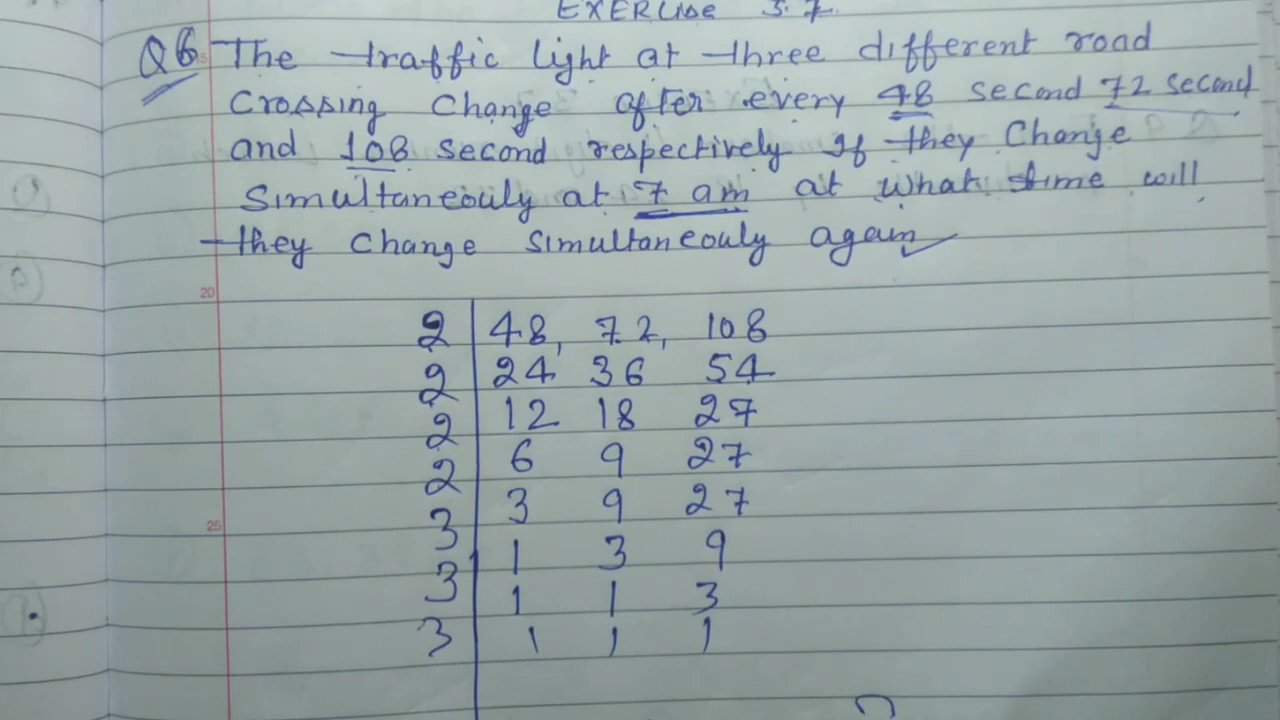 EXERCISE 3.7
Q6 The traffic light at three different road
Crossing Change after every 48 second 72 second
and 108 second respectively If they Change
Simultaneouly at 7 am at what time will
they Change Simultaneouly again
20
2 48, 72, 108
2 24 36 54
2 12 18 27
2 6 9 27
25
3 3 9 27
3 1 3 9
3 1 1 3
1 1 1